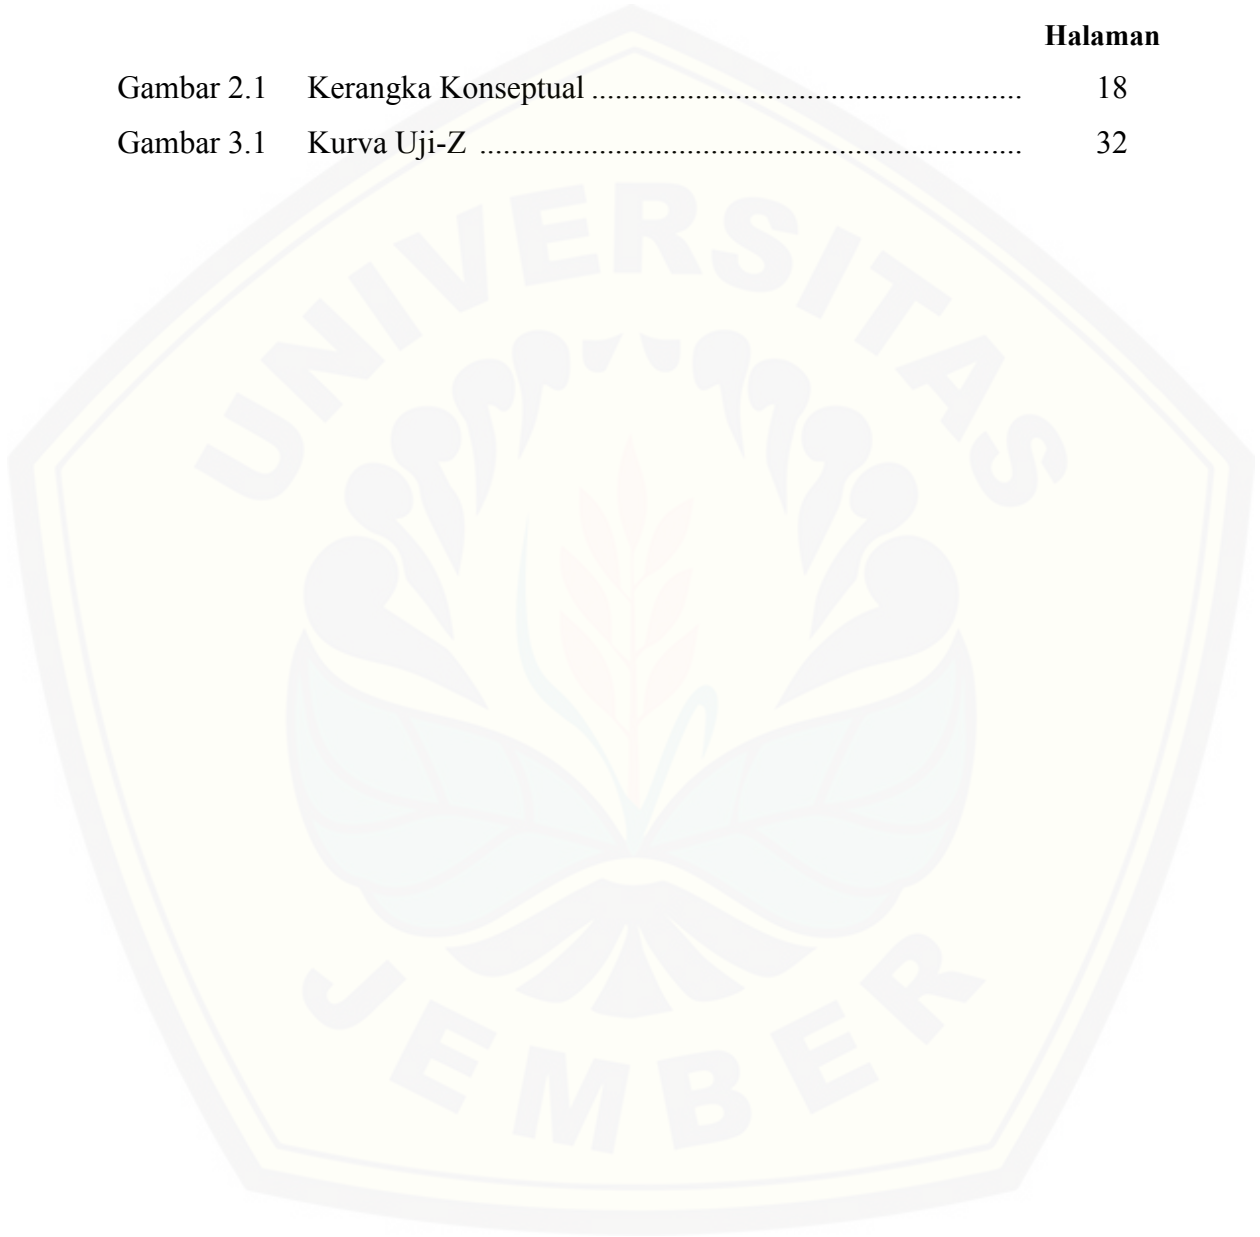 Halaman
Gambar 2.1 Kerangka Konseptual ...................................................... 18
Gambar 3.1 Kurva Uji-Z .................................................................... 32
UNIVERSITAS
JEMBER